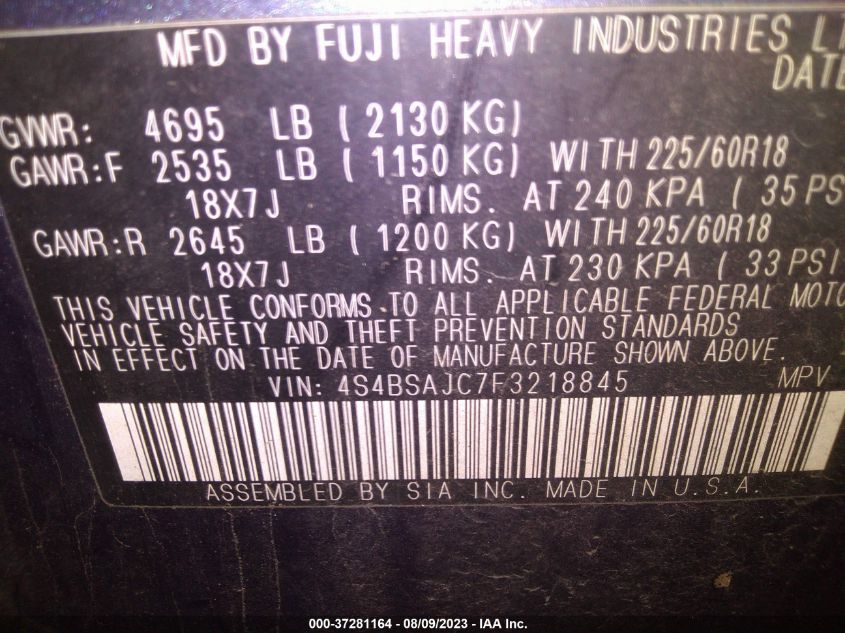 MFD BY FUJI HEAVY INDUSTRIES
DATE
GVWR: 4695 LB ( 2130 KG)
GAWR:F 2535 LB ( 1150 KG) WITH 225/60R18
18X7J RIMS. AT 240 KPA ( 35 PSI
GAWR:R 2645 LB ( 1200 KG) WITH 225/60R18
18X7J RIMS. AT 230 KPA ( 33 PSI
THIS VEHICLE CONFORMS TO ALL APPLICABLE FEDERAL MOTO
VEHICLE SAFETY AND THEFT PREVENTION STANDARDS
IN EFFECT ON THE DATE OF MANUFACTURE SHOWN ABOVE.
VIN: 4S4BSAJC7F3218845 MPV
ASSEMBLED BY SIA INC. MADE IN U.S.A.
000-37281164 - 08/09/2023 - IAA Inc.